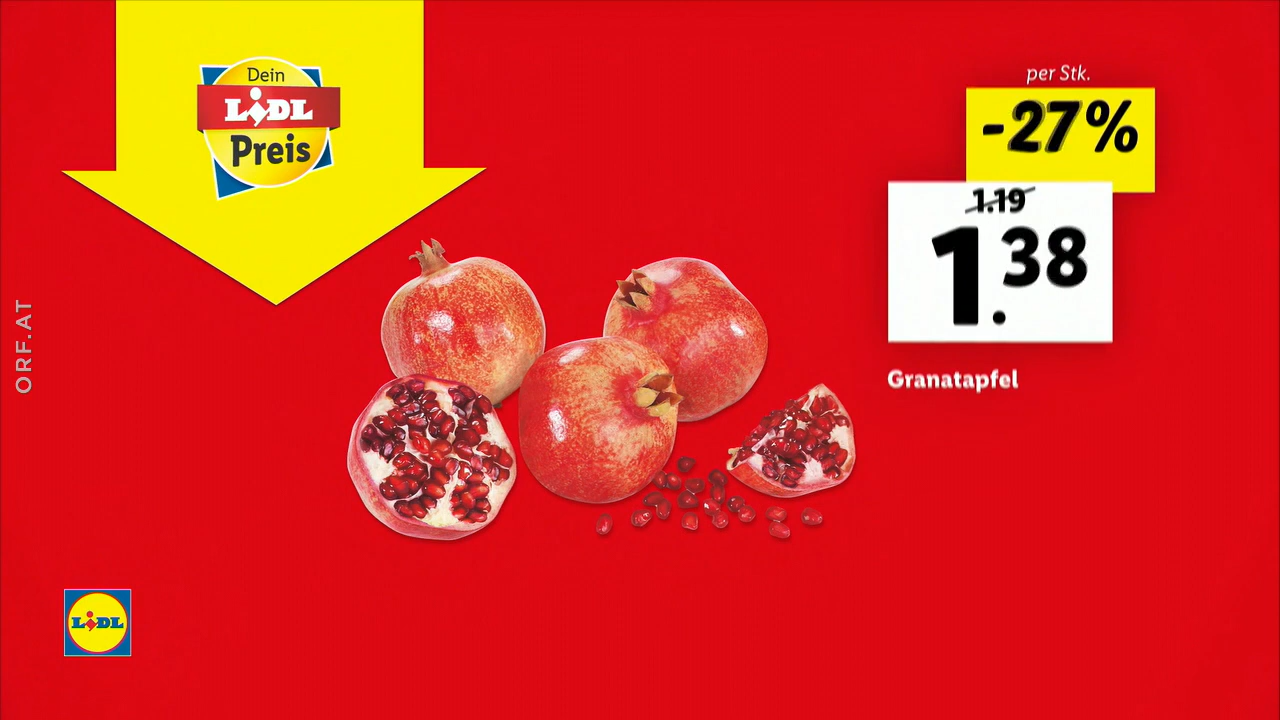 Dein
LIDL
Preis
per Stk.
-27%
1.19
1.38
Granatapfel
ORF.AT
LIDL